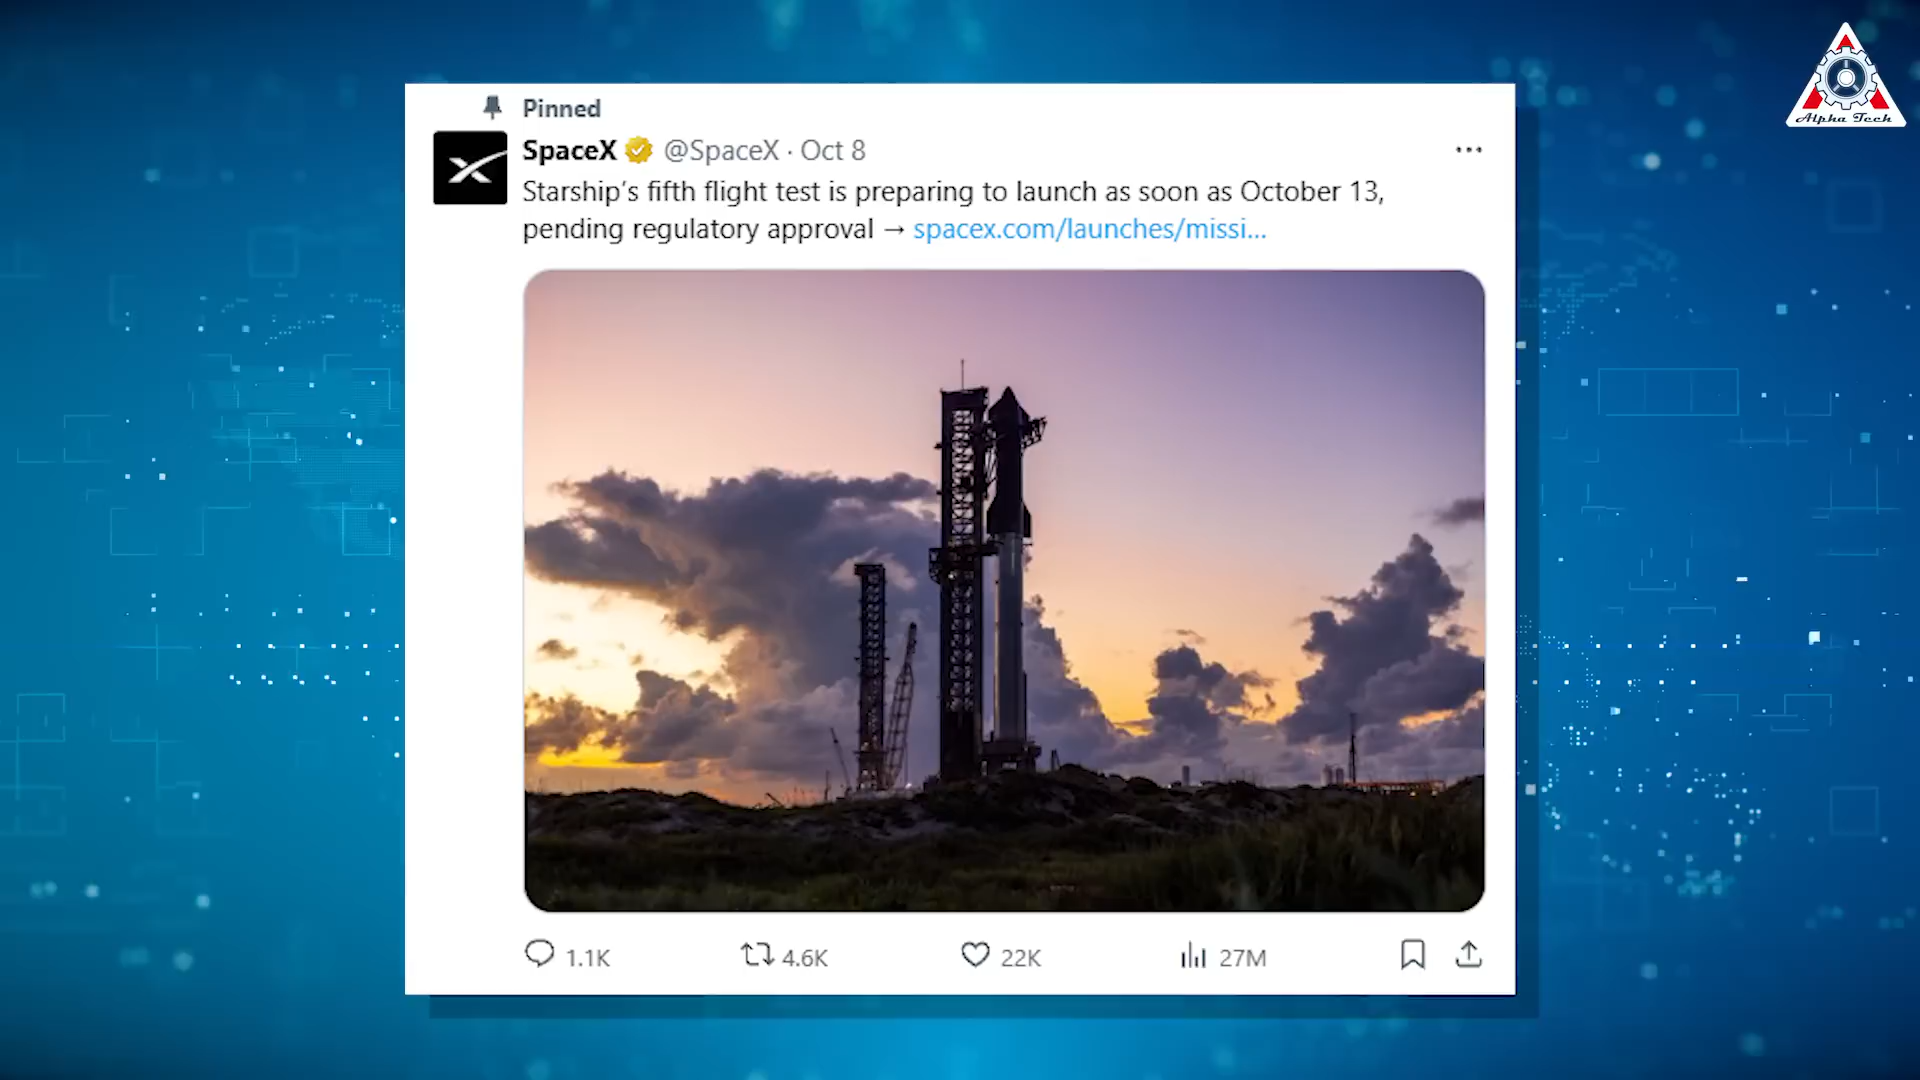 Alpha Tech
Pinned
SpaceX @SpaceX · Oct 8
Starship’s fifth flight test is preparing to launch as soon as October 13,
pending regulatory approval → spacex.com/launches/missi...
1.1K 4.6K 22K 27M